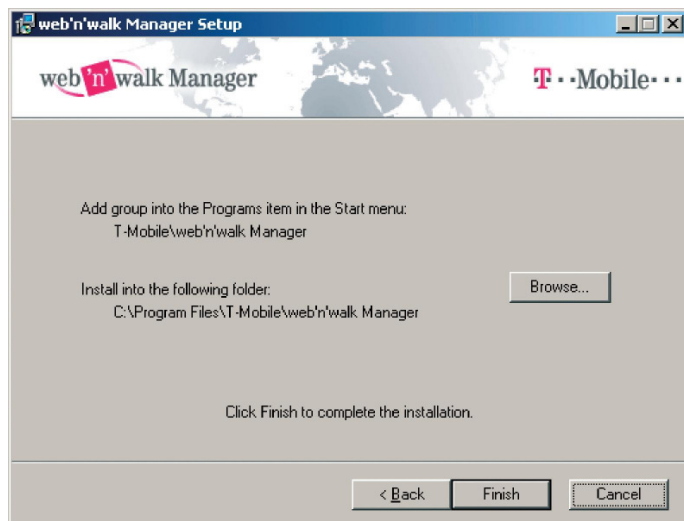 web'n'walk Manager Setup
web'n'walk Manager
T··Mobile···
Add group into the Programs item in the Start menu:
T-Mobile\web'n'walk Manager
Install into the following folder:
Browse...
C:\Program Files\T-Mobile\web'n'walk Manager
Click Finish to complete the installation.
< Back
Finish
Cancel